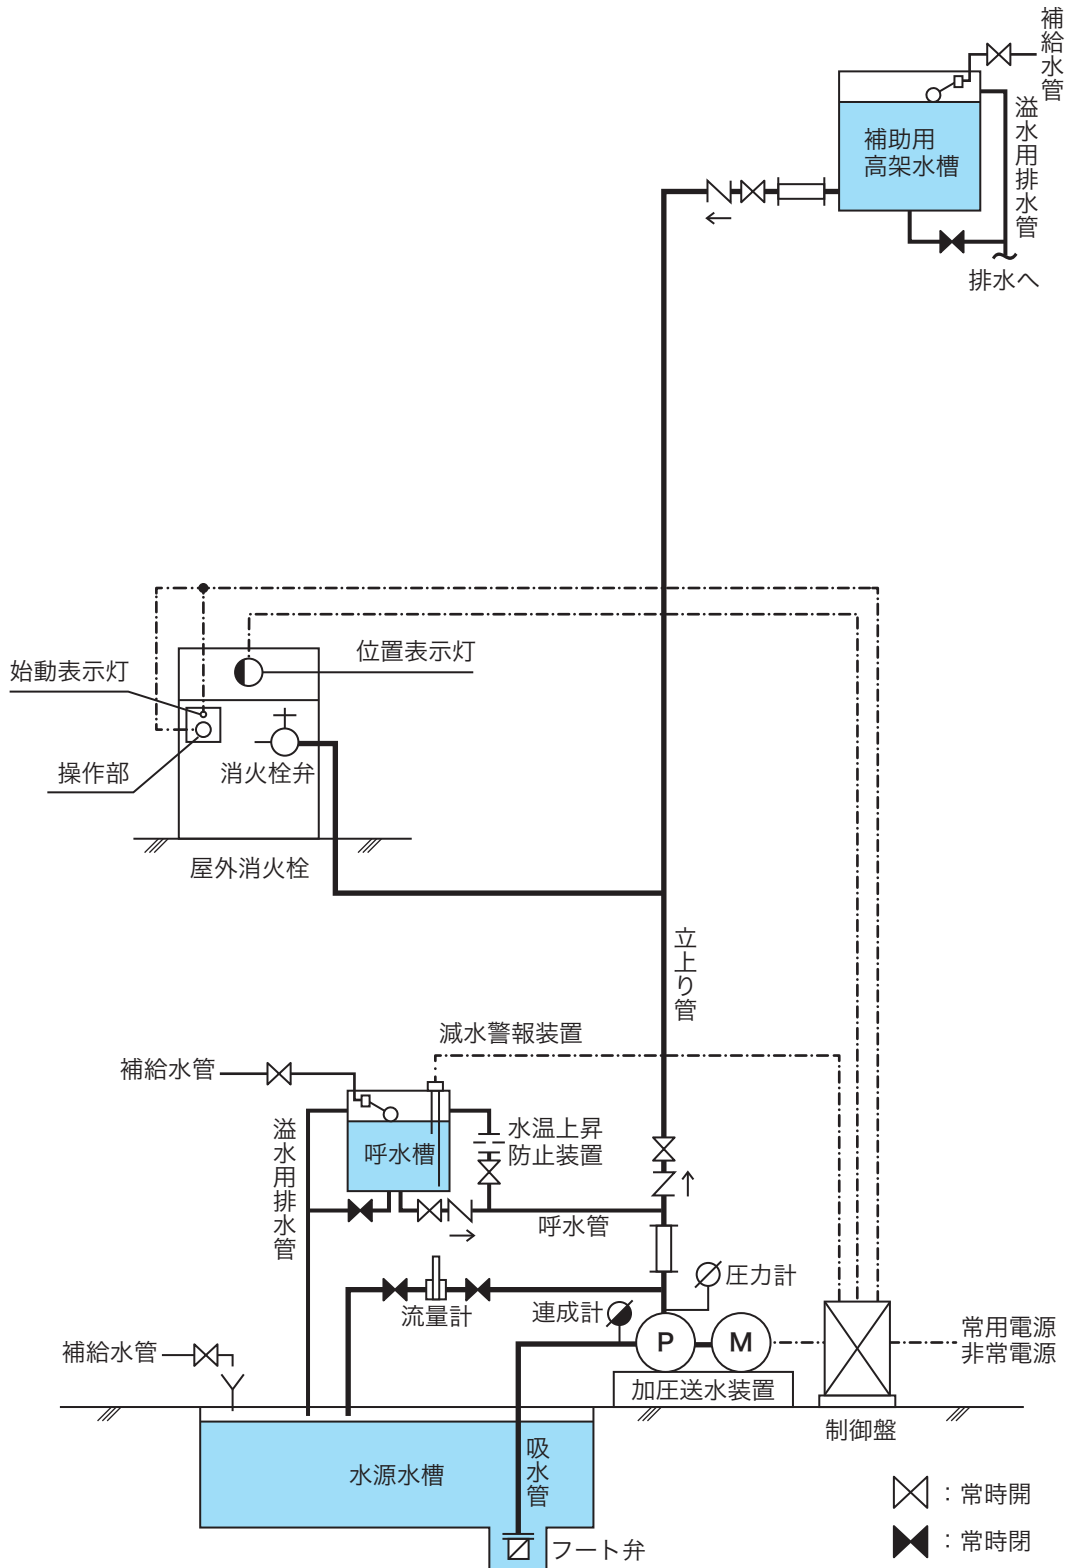 補給水管
溢水用排水管
補助用
高架水槽
排水へ
位置表示灯
始動表示灯
操作部
消火栓弁
屋外消火栓
立上り管
減水警報装置
補給水管
溢水用排水管
呼水槽
水温上昇
防止装置
呼水管
圧力計
流量計
連成計
P
M
補給水管
加圧送水装置
常用電源
非常電源
制御盤
水源水槽
吸水管
フート弁
：常時開
：常時閉